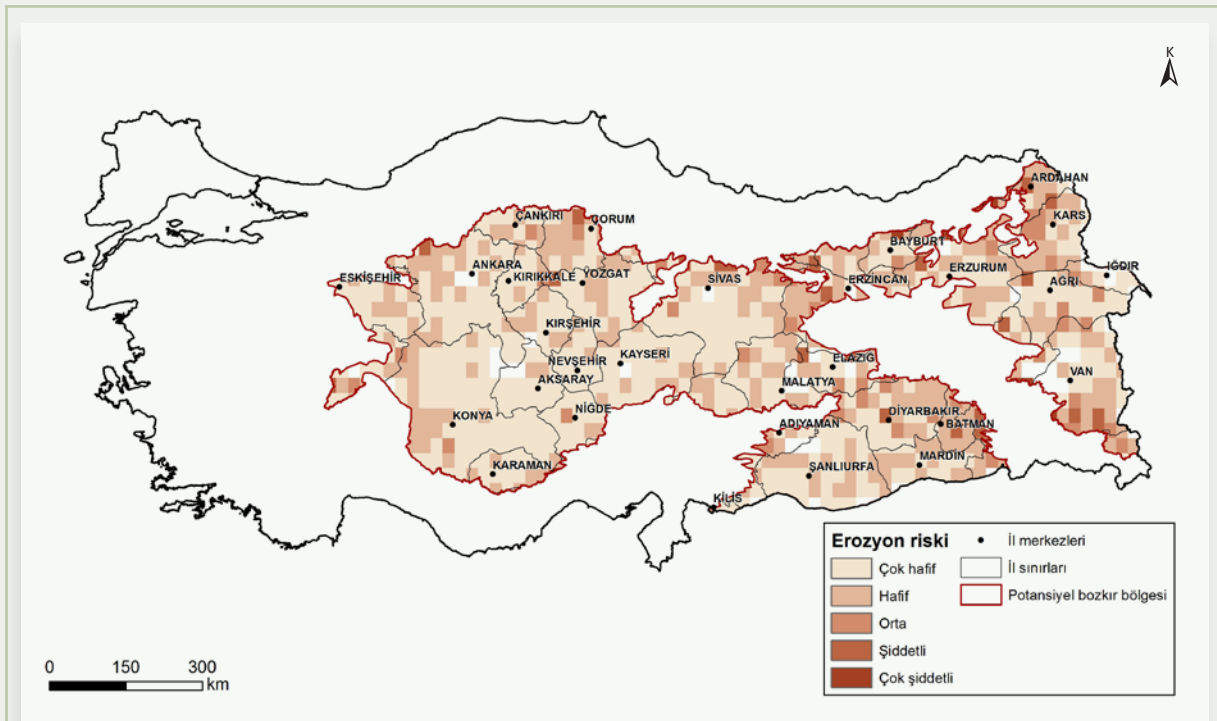 K
ARDAHAN
ÇANKIRI
ÇORUM
KARS
BAYBURT
ANKARA
ESKİŞEHİR
KIRIKKALE
YOZGAT
SİVAS
ERZİNCAN
ERZURUM
IĞDIR
AĞRI
KIRŞEHİR
NEVŞEHİR
KAYSERİ
ELAZIĞ
VAN
AKSARAY
MALATYA
KONYA
NİĞDE
DİYARBAKIR
BATMAN
ADIYAMAN
KARAMAN
ŞANLIURFA
MARDİN
KİLİS
Erozyon riski
Çok hafif
Hafif
Orta
Şiddetli
Çok şiddetli
İl merkezleri
İl sınırları
Potansiyel bozkır bölgesi
0 150 300
km